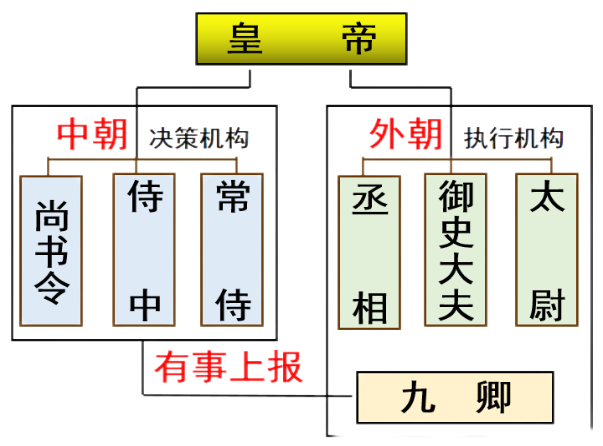 皇 帝
中朝 决策机构
外朝 执行机构
尚书令
侍中
常侍
丞相
御史大夫
太尉
有事上报
九卿